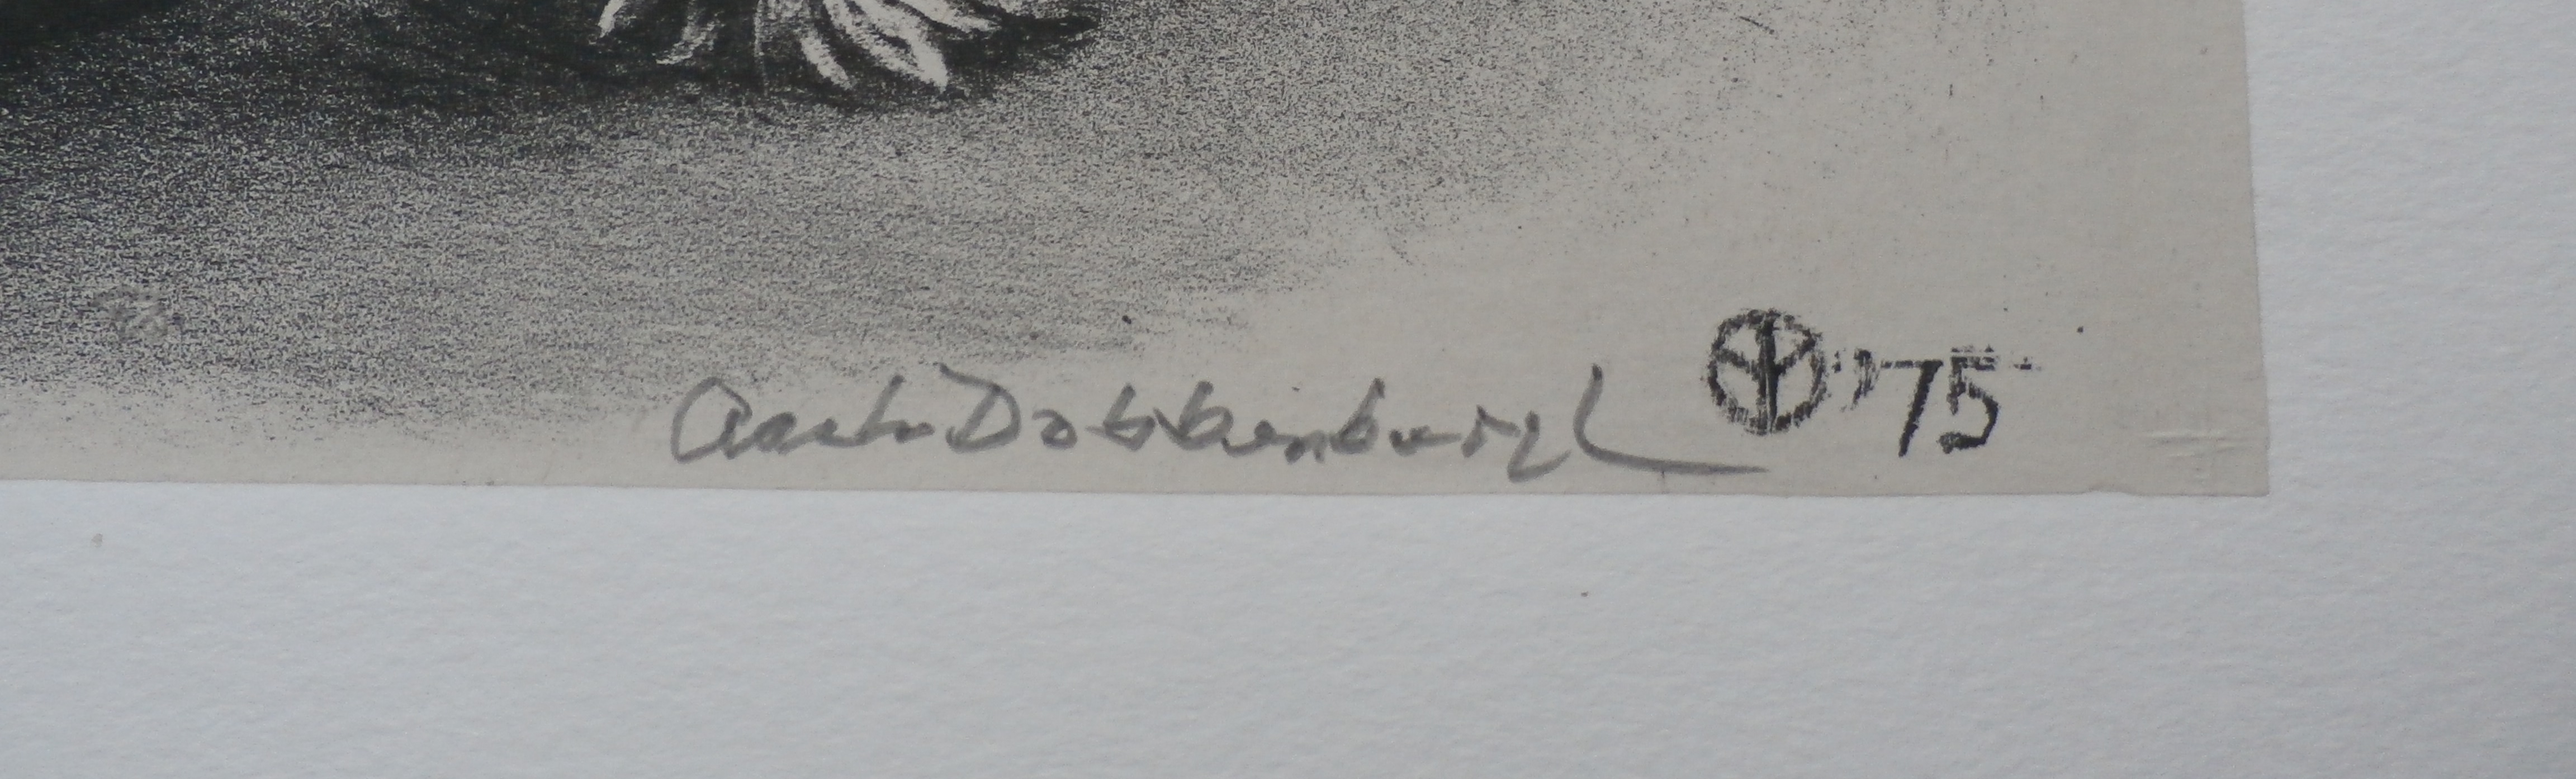 Aart v Dobbenburgh '75